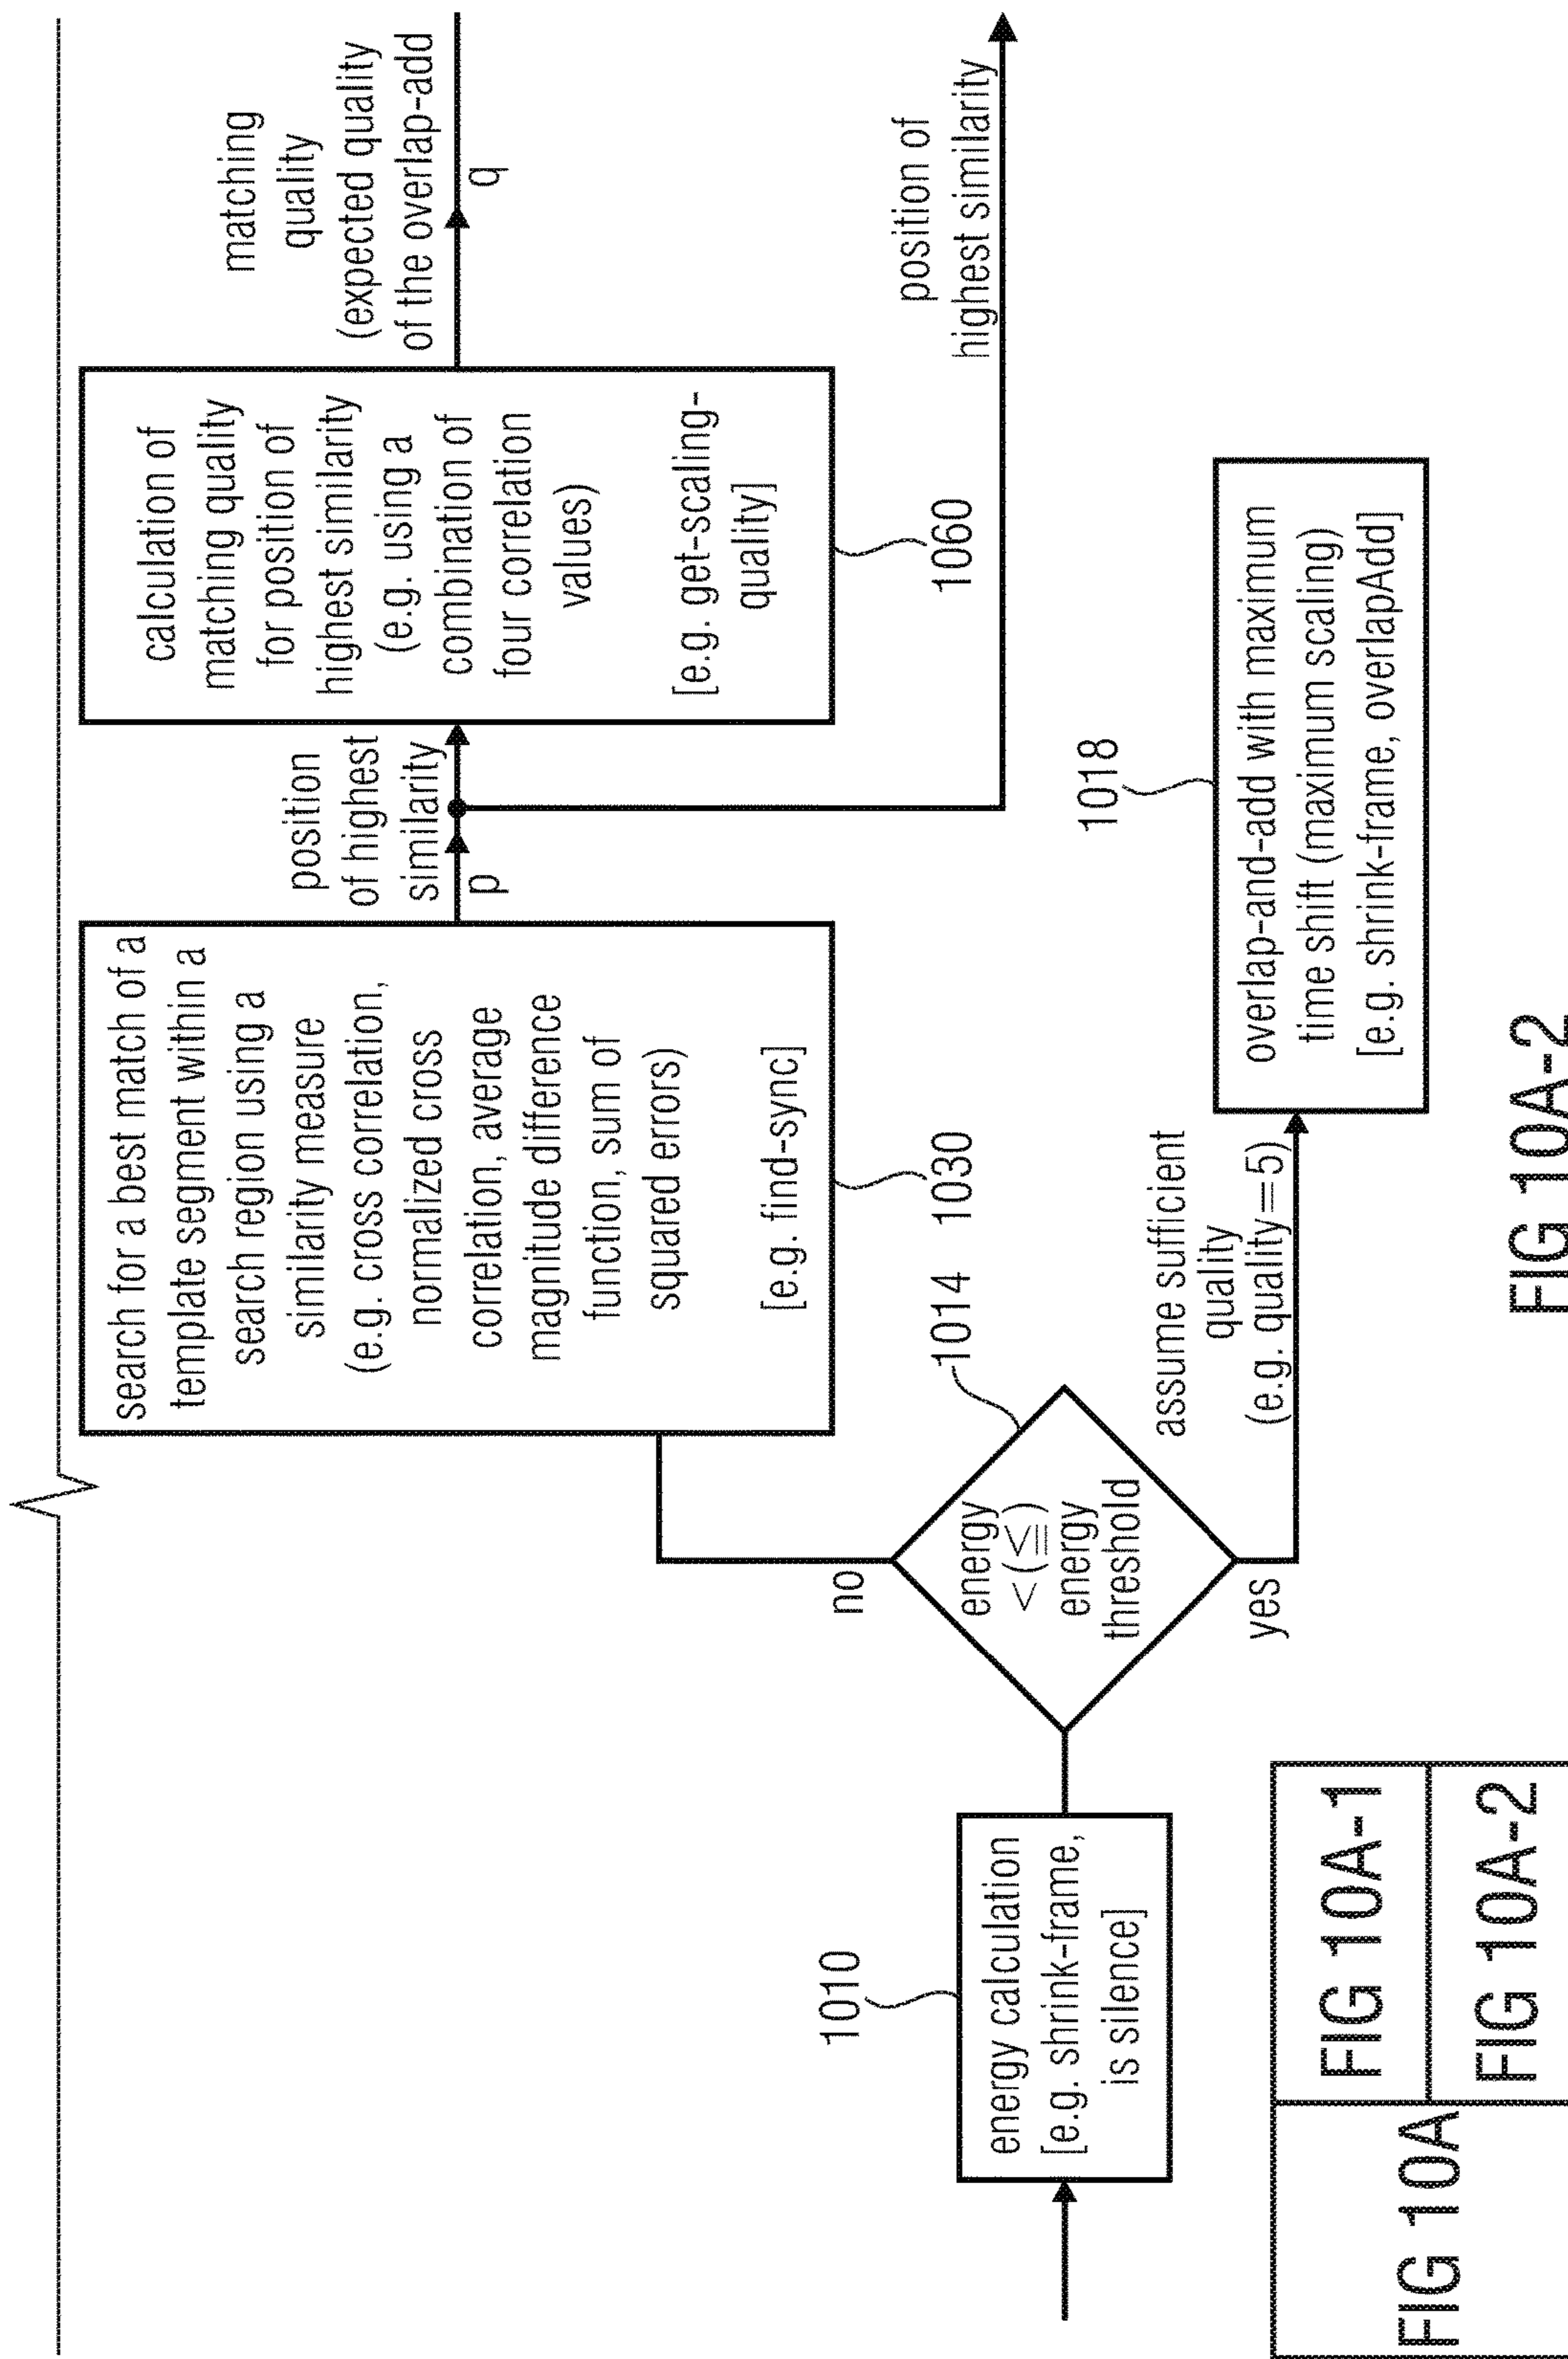 search for a best match of a
template segment within a
search region using a
similarity measure
(e.g. cross correlation,
normalized cross
correlation, average
magnitude difference
function, sum of
squared errors)
[e.g. find-sync]
1030
position
of highest
similarity
p
calculation of
matching quality
for position of
highest similarity
(e.g. using a
combination of
four correlation
values)
[e.g. get-scaling-
quality]
1060
matching
quality
(expected quality
of the overlap-add
q
position of
highest similarity
1010
energy calculation
[e.g. shrink-frame,
is silence]
1014
energy
<(≦)
energy
threshold
no
yes
assume sufficient
quality
(e.g. quality=5)
1018
overlap-and-add with maximum
time shift (maximum scaling)
[e.g. shrink-frame, overlapAdd]
FIG 10A
FIG 10A-1
FIG 10A-2
FIG 10A-2